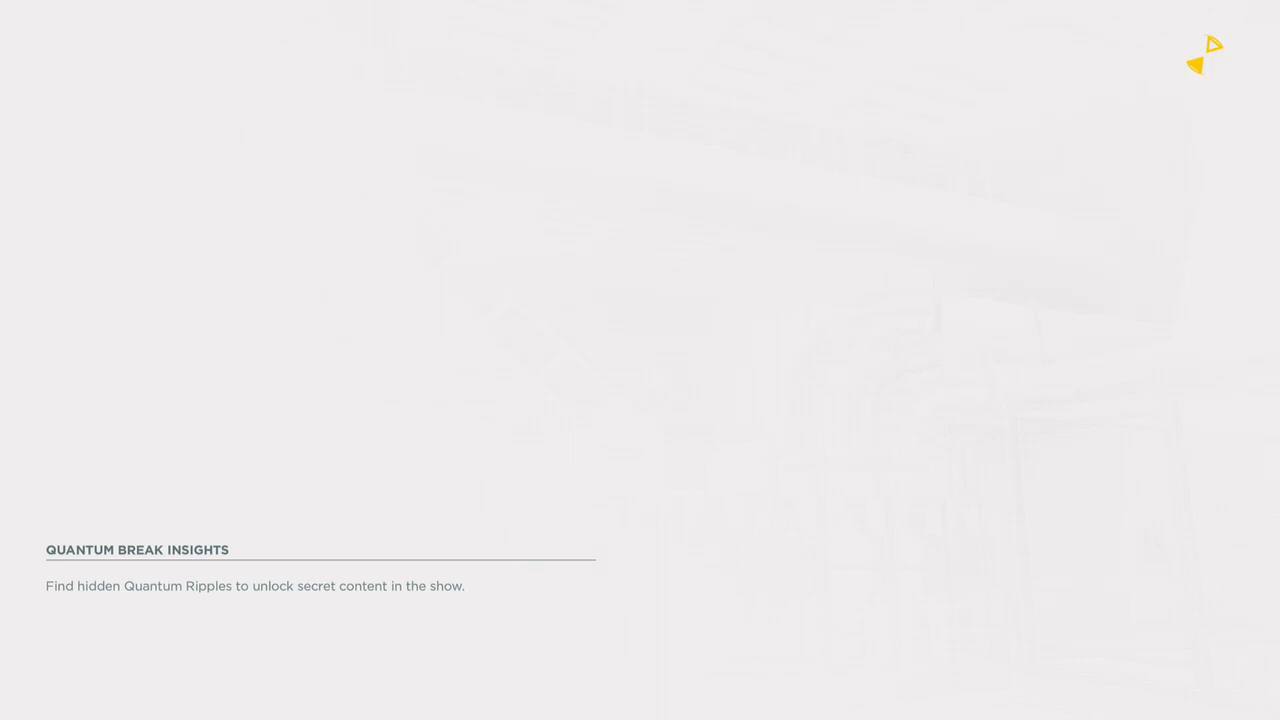 QUANTUM BREAK INSIGHTS
Find hidden Quantum Ripples to unlock secret content in the show.